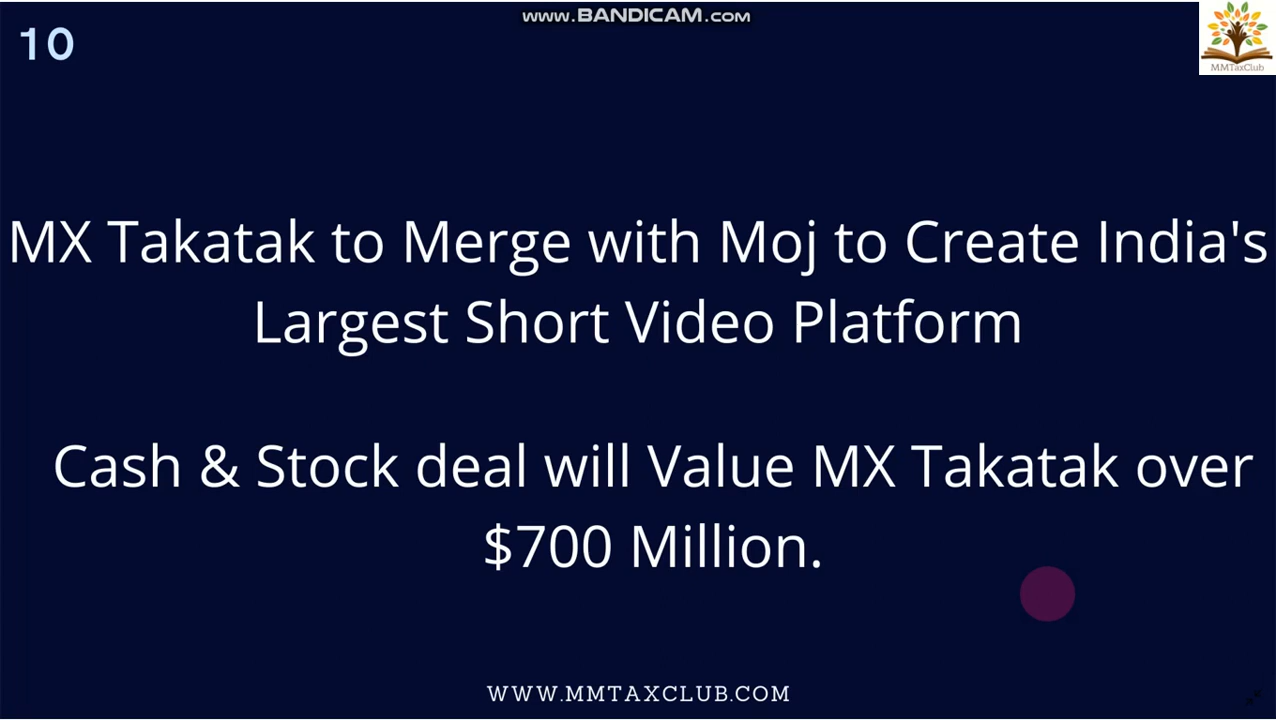 www.BANDICAM.com
10
MMTaxClub
MX Takatak to Merge with Moj to Create India's
Largest Short Video Platform
Cash & Stock deal will Value MX Takatak over
$700 Million.
WWW.MMTAXCLUB.COM